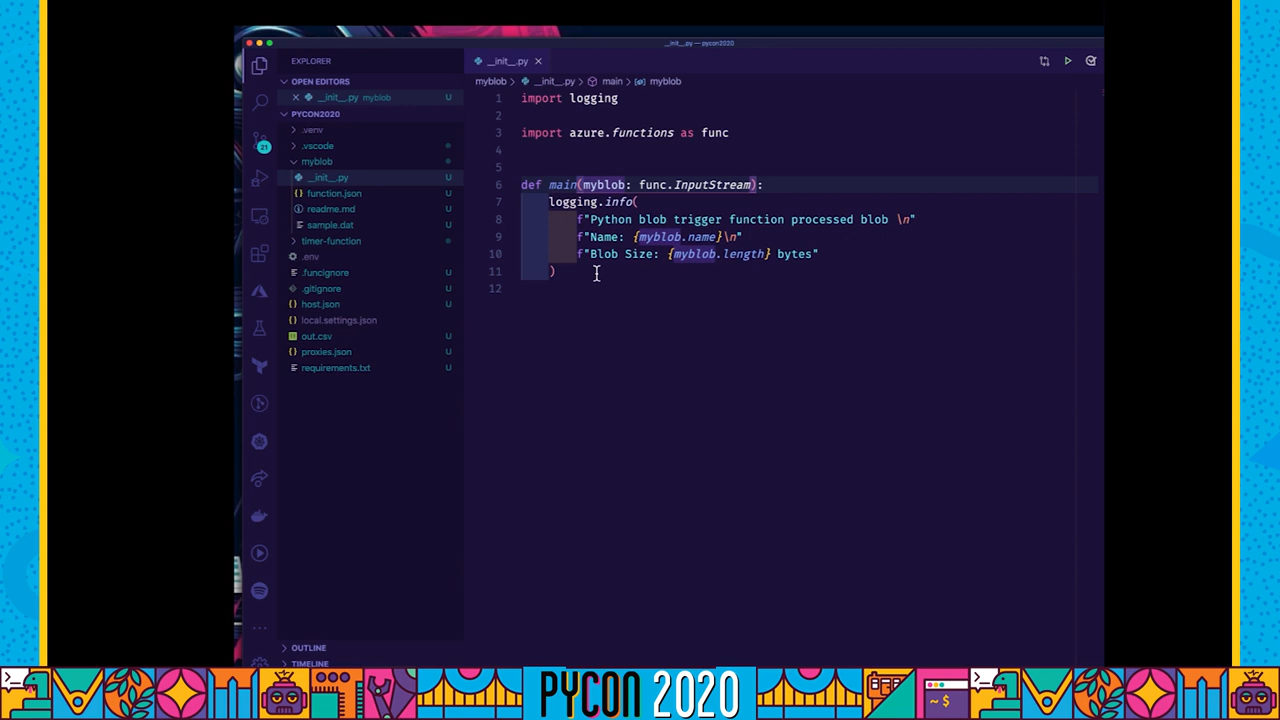 __init__.py — pycon2020
EXPLORER
OPEN EDITORS
__init__.py myblob U
PYCON2020
.venv
.vscode
myblob
__init__.py U
function.json U
readme.md U
sample.dat U
timer-function
.env
.funcignore U
.gitignore U
host.json U
local.settings.json
out.csv U
proxies.json U
requirements.txt U
OUTLINE
TIMELINE
21
__init__.py
myblob > __init__.py > main > myblob
1 import logging
2
3 import azure.functions as func
4
5
6 def main(myblob: func.InputStream):
7 logging.info(
8 f"Python blob trigger function processed blob \n"
9 f"Name: {myblob.name}\n"
10 f"Blob Size: {myblob.length} bytes"
11 )
12
PYCON 2020
~$